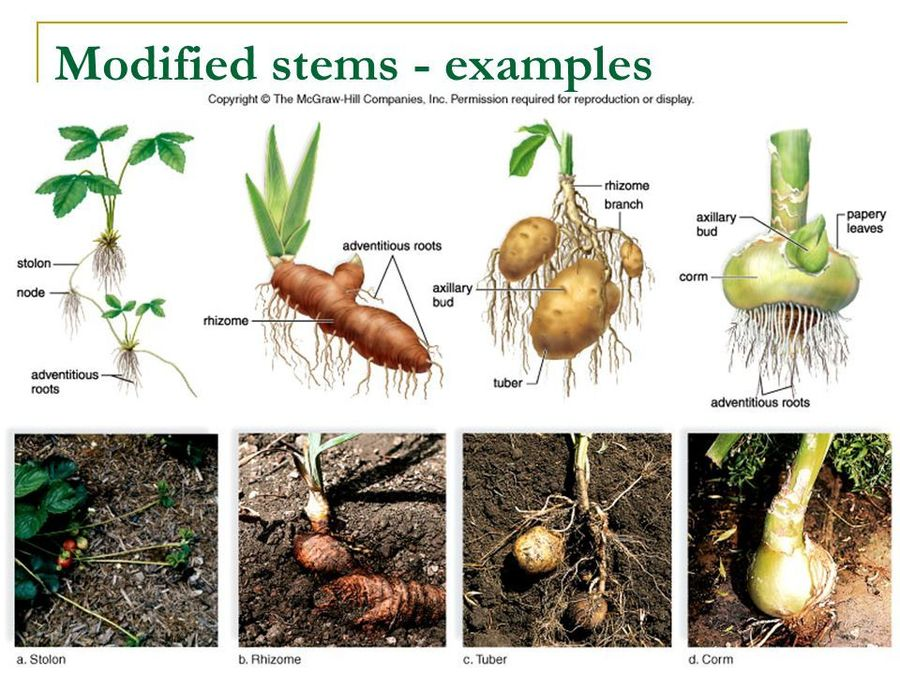 Modified stems - examples
Copyright © The McGraw-Hill Companies, Inc. Permission required for reproduction or display.
stolon
node
adventitious
roots
rhizome
adventitious roots
rhizome
branch
axillary
bud
tuber
axillary
bud
papery
leaves
corm
adventitious roots
a. Stolon
b. Rhizome
c. Tuber
d. Corm